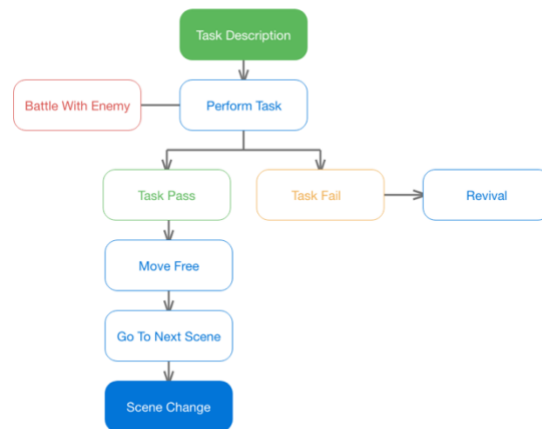 Task Description
Battle With Enemy
Perform Task
Task Pass
Task Fail
Revival
Move Free
Go To Next Scene
Scene Change